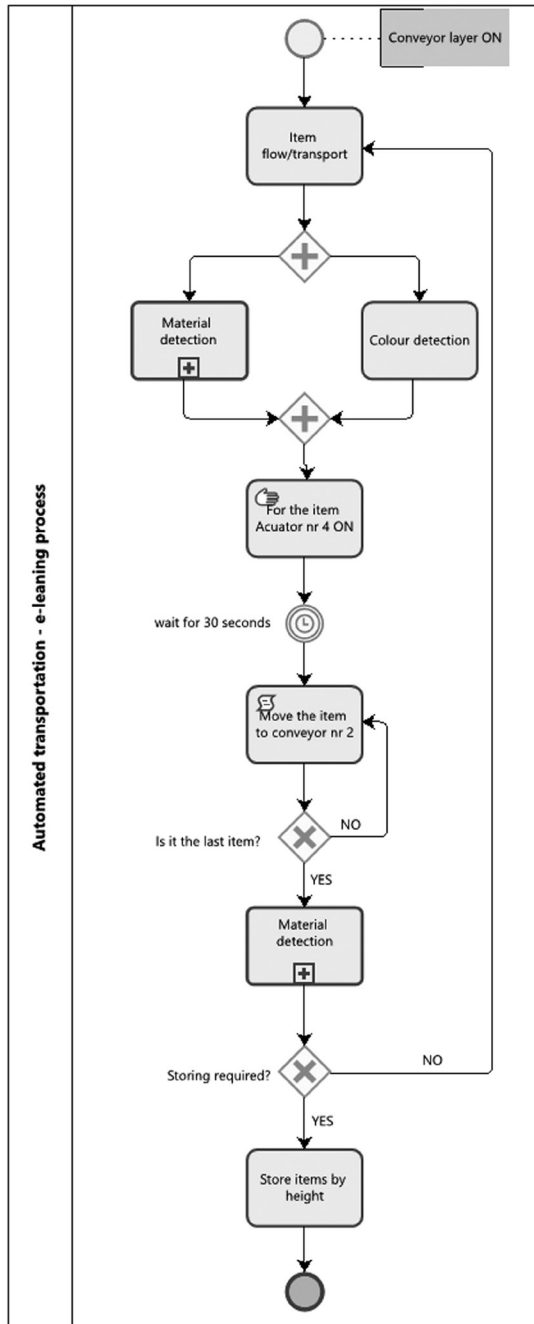 Automated transportation - e-leaning process
Conveyor layer ON
Item
flow/transport
Material
detection
Colour detection
For the item
Acuator nr 4 ON
wait for 30 seconds
Move the item
to conveyor nr 2
NO
Is it the last item?
YES
Material
detection
NO
Storing required?
YES
Store items by
height